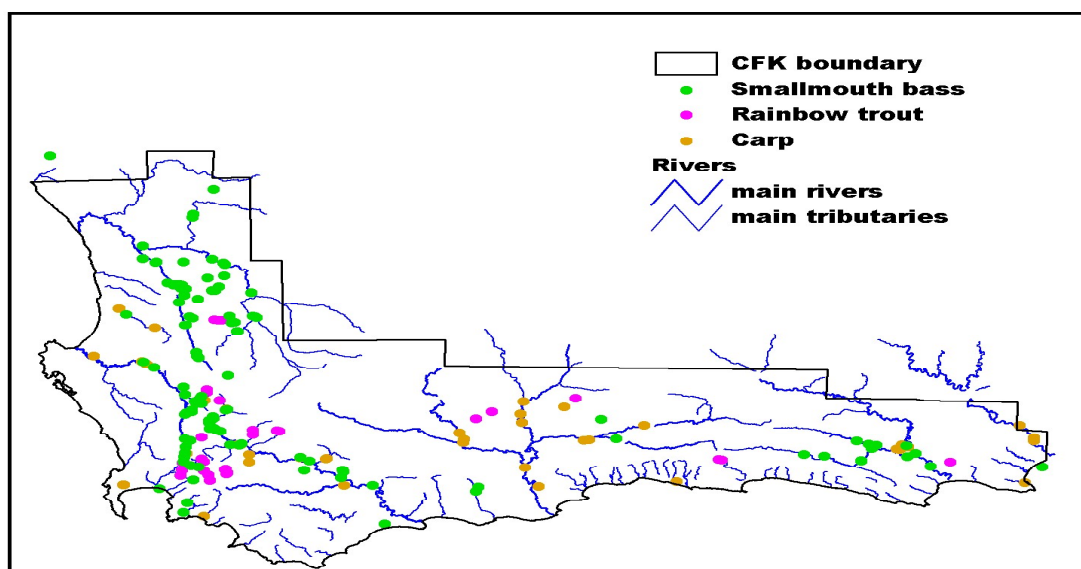 CFK boundary
Smallmouth bass
Rainbow trout
Carp
Rivers
main rivers
main tributaries